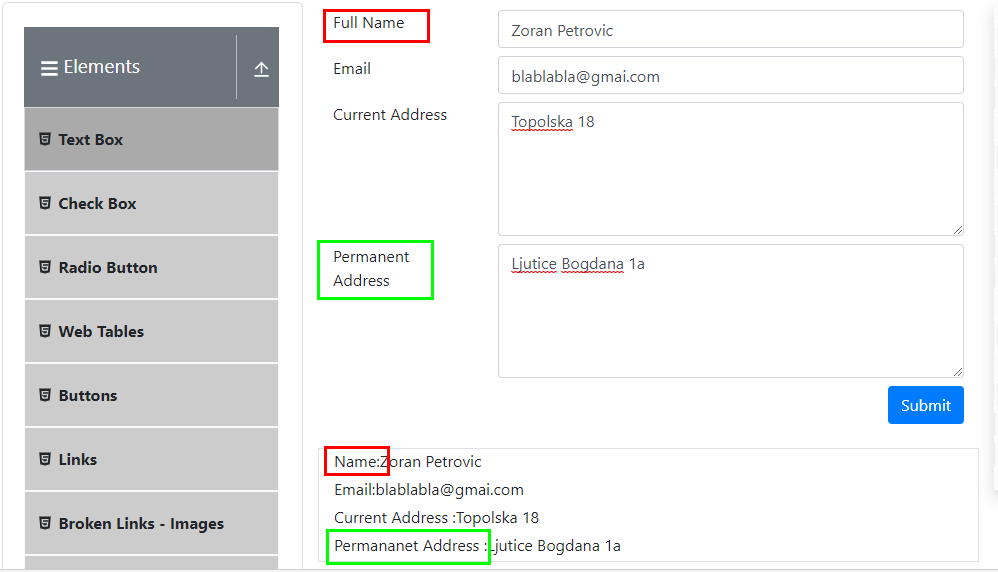 Elements
Text Box
Check Box
Radio Button
Web Tables
Buttons
Links
Broken Links - Images
Full Name
Zoran Petrovic
Email
blablabla@gmai.com
Current Address
Topolska 18
Permanent
Address
Ljutice Bogdana 1a
Submit
Name:Zoran Petrovic
Email:blablabla@gmai.com
Current Address :Topolska 18
Permananet Address :Ljutice Bogdana 1a